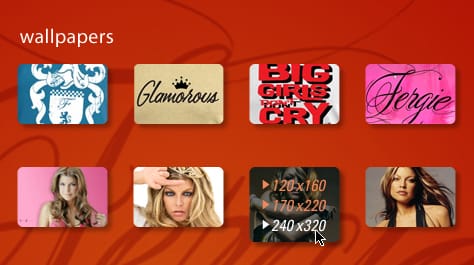 wallpapers
F
Glamorous
BIG
GIRLS
DON'T
CRY
Fergie
120x160
170x220
240x320